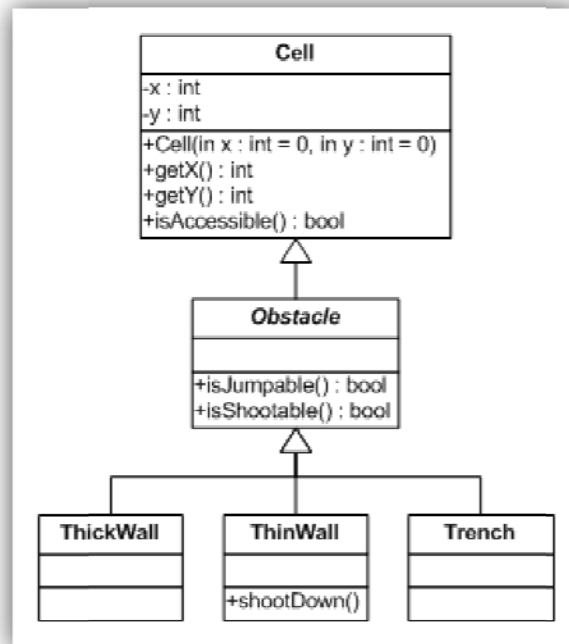 Cell
-x : int
-y : int
+Cell(in x : int = 0, in y : int = 0)
+getX() : int
+getY() : int
+isAccessible() : bool
Obstacle
+isJumpable() : bool
+isShootable() : bool
ThickWall
ThinWall
Trench
+shootDown()